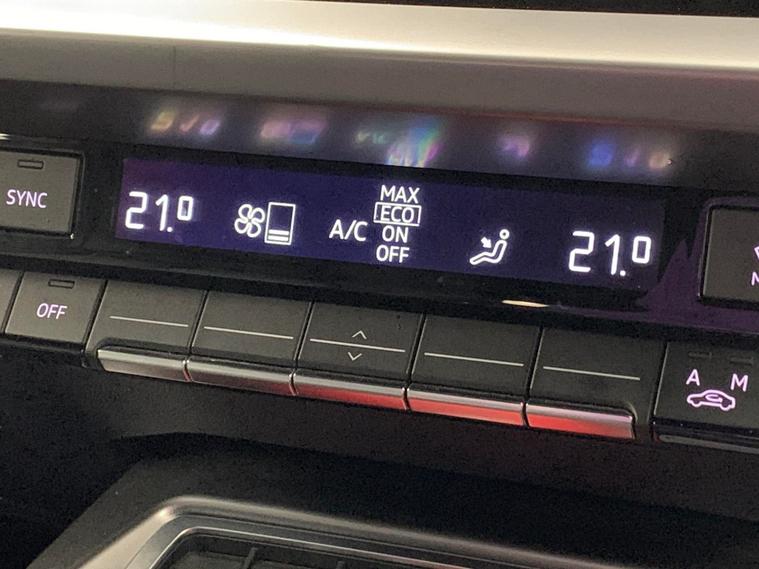 SYNC
21.0
A/C
MAX
ECO
ON
OFF
21.0
OFF
A M